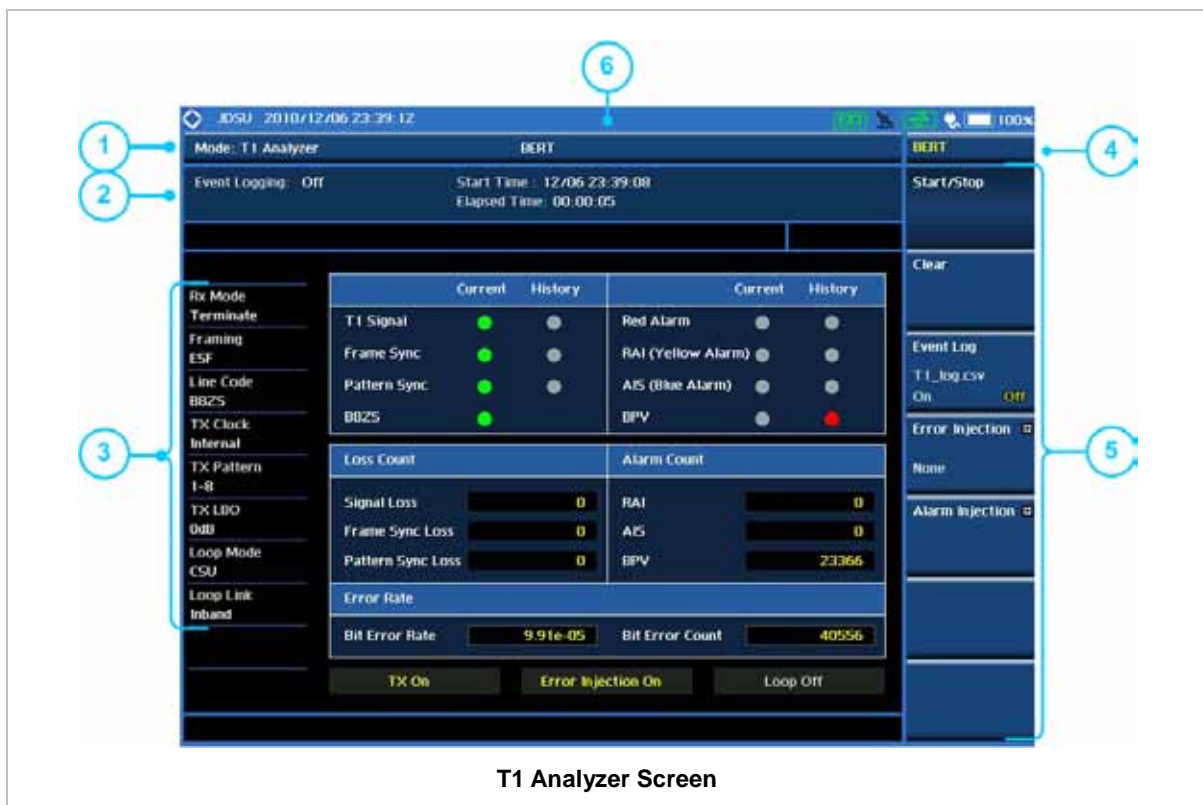 6
JDSU 2010/12/06 23:39:12
100%
1
Mode: T1 Analyzer BERT
BERT
4
2
Event Logging: Off
Start Time : 12/06 23:39:08
Elapsed Time: 00:00:05
Start/Stop
Clear
Event Log
T1_log.csv
On Off
Error Injection
None
Alarm Injection
5
3
Rx Mode
Terminate
Framing
ESF
Line Code
B8ZS
TX Clock
Internal
TX Pattern
1-8
TX LBO
0dB
Loop Mode
CSU
Loop Link
Inband
Current History Current History
T1 Signal Red Alarm
Frame Sync RAI (Yellow Alarm)
Pattern Sync AIS (Blue Alarm)
B8ZS BPV
Loss Count Alarm Count
Signal Loss 0 RAI 0
Frame Sync Loss 0 AIS 0
Pattern Sync Loss 0 BPV 23366
Error Rate
Bit Error Rate 9.91e-05 Bit Error Count 40556
TX On Error Injection On Loop Off
T1 Analyzer Screen